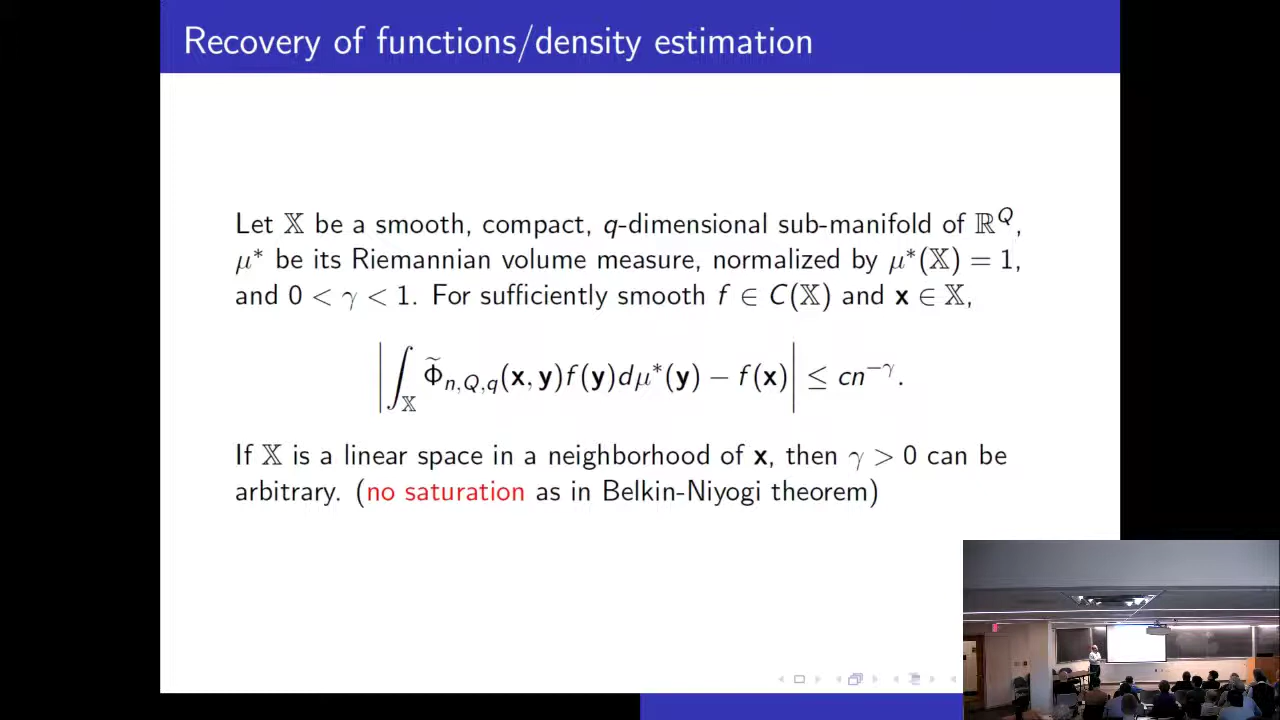 Recovery of functions/density estimation
Let 𝕏 be a smooth, compact, q-dimensional sub-manifold of ℝ^Q,
μ* be its Riemannian volume measure, normalized by μ*(𝕏) = 1,
and 0 < γ < 1. For sufficiently smooth f ∈ C(𝕏) and x ∈ 𝕏,
|∫_𝕏 Φ̃_{n,Q,q}(x, y)f(y)dμ*(y) − f(x)| ≤ cn^{−γ}.
If 𝕏 is a linear space in a neighborhood of x, then γ > 0 can be
arbitrary. (no saturation as in Belkin-Niyogi theorem)